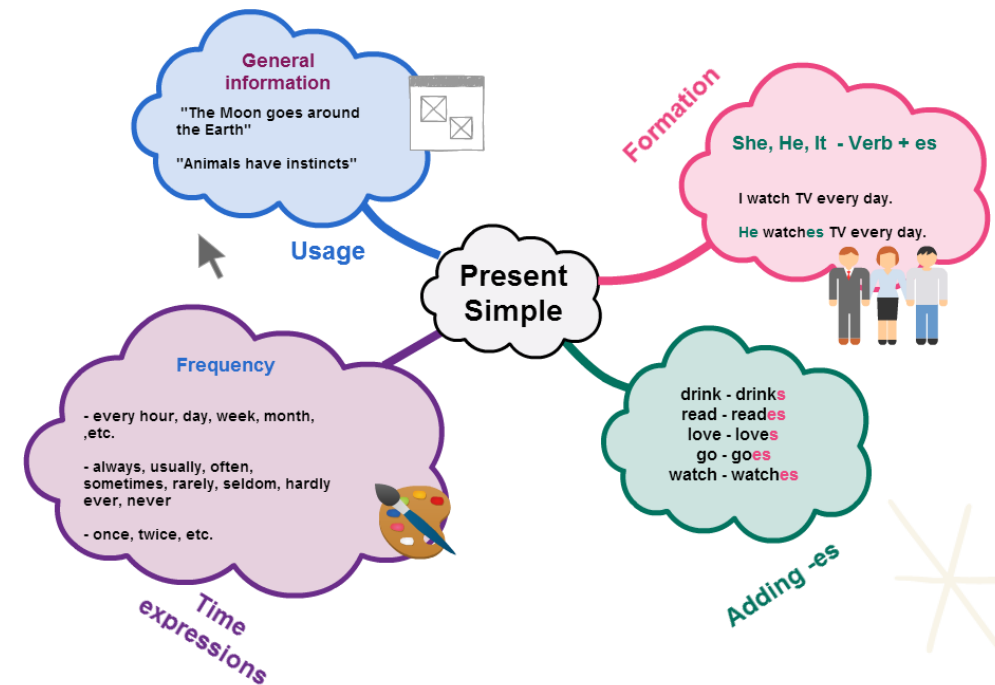 Present
Simple
Usage
General
information
"The Moon goes around
the Earth"
"Animals have instincts"
Formation
She, He, It - Verb + es
I watch TV every day.
He watches TV every day.
Adding -es
drink - drinks
read - reades
love - loves
go - goes
watch - watches
Time
expressions
Frequency
- every hour, day, week, month,
,etc.
- always, usually, often,
sometimes, rarely, seldom, hardly
ever, never
- once, twice, etc.